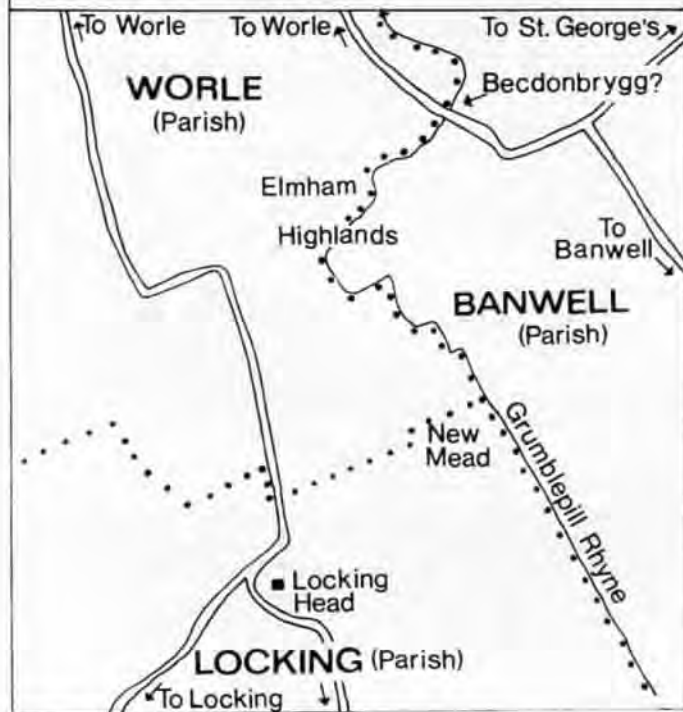 To Worle
To Worle
To St. George's
WORLE
(Parish)
Becdonbrygg?
Elmham
Highlands
To
Banwell
BANWELL
(Parish)
New
Mead
Grumblepill Rhyne
Locking
Head
LOCKING (Parish)
To Locking